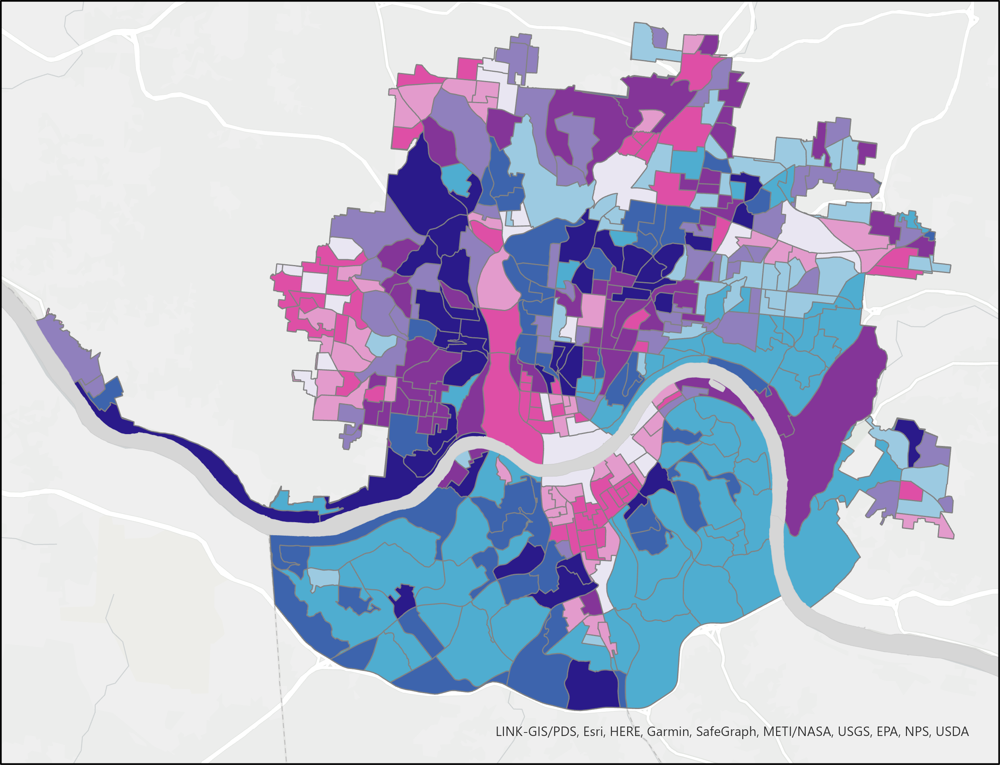 LINK-GIS/PDS, Esri, HERE, Garmin, SafeGraph, METI/NASA, USGS, EPA, NPS, USDA